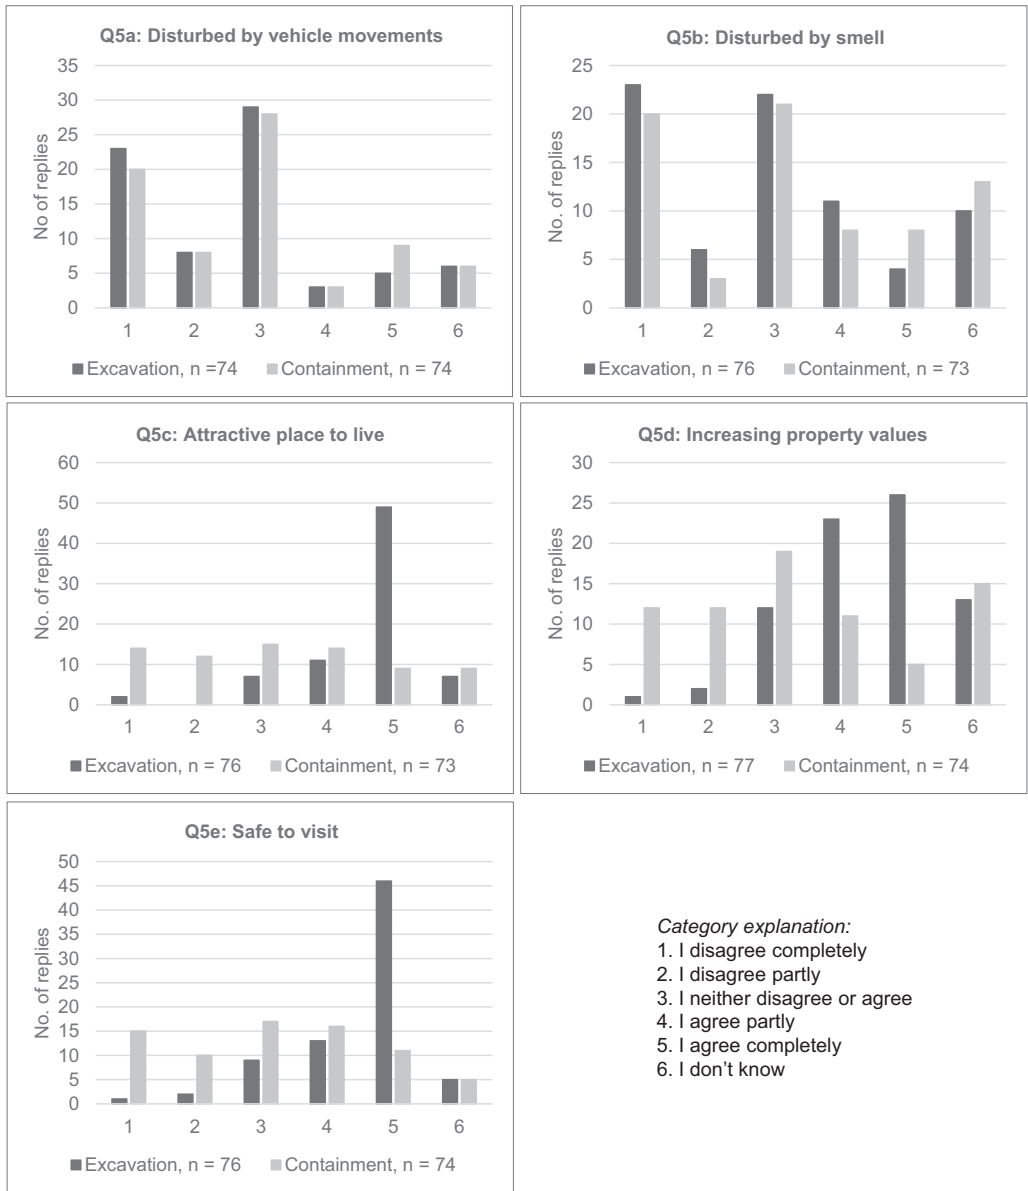 Q5a: Disturbed by vehicle movements
No of replies
35
30
25
20
15
10
5
0
1 2 3 4 5 6
Excavation, n =74 Containment, n = 74
Q5b: Disturbed by smell
No. of replies
25
20
15
10
5
0
1 2 3 4 5 6
Excavation, n = 76 Containment, n = 73
Q5c: Attractive place to live
No. of replies
60
50
40
30
20
10
0
1 2 3 4 5 6
Excavation, n = 76 Containment, n = 73
Q5d: Increasing property values
No. of replies
30
25
20
15
10
5
0
1 2 3 4 5 6
Excavation, n = 77 Containment, n = 74
Q5e: Safe to visit
No. of replies
50
45
40
35
30
25
20
15
10
5
0
1 2 3 4 5 6
Excavation, n = 76 Containment, n = 74
Category explanation:
1. I disagree completely
2. I disagree partly
3. I neither disagree or agree
4. I agree partly
5. I agree completely
6. I don't know